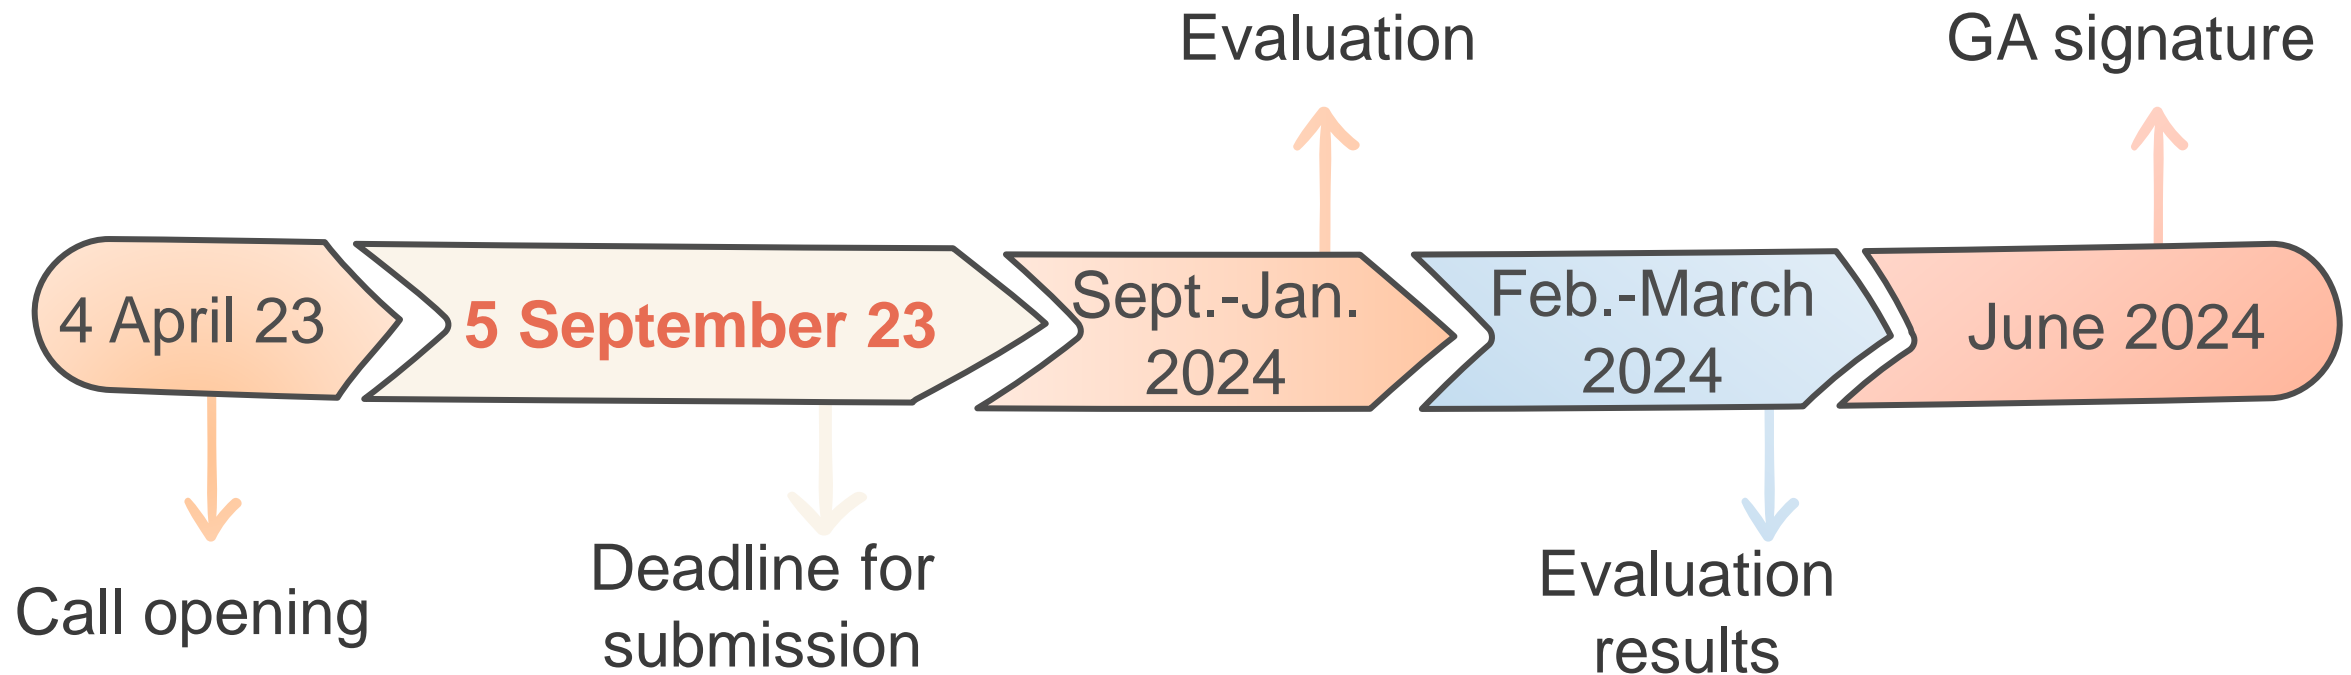 Evaluation
GA signature
4 April 23
5 September 23
Sept.-Jan.
2024
Feb.-March
2024
June 2024
Call opening
Deadline for
submission
Evaluation
results